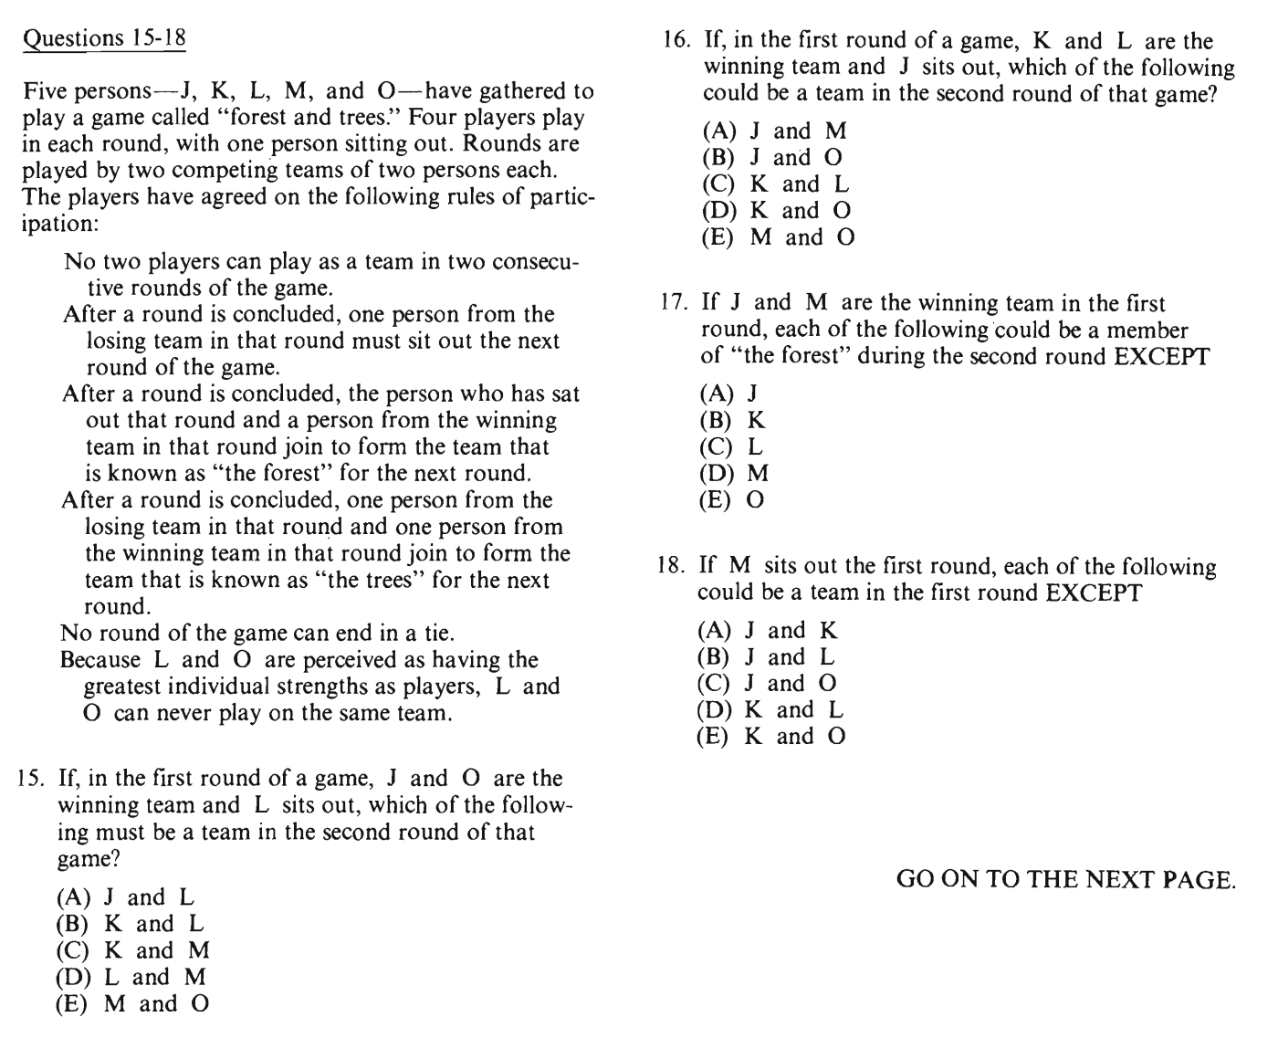 Questions 15-18
Five persons—J, K, L, M, and O—have gathered to
play a game called “forest and trees.” Four players play
in each round, with one person sitting out. Rounds are
played by two competing teams of two persons each.
The players have agreed on the following rules of partic-
ipation:
No two players can play as a team in two consecu-
tive rounds of the game.
After a round is concluded, one person from the
losing team in that round must sit out the next
round of the game.
After a round is concluded, the person who has sat
out that round and a person from the winning
team in that round join to form the team that
is known as “the forest” for the next round.
After a round is concluded, one person from the
losing team in that round and one person from
the winning team in that round join to form the
team that is known as “the trees” for the next
round.
No round of the game can end in a tie.
Because L and O are perceived as having the
greatest individual strengths as players, L and
O can never play on the same team.
15. If, in the first round of a game, J and O are the
winning team and L sits out, which of the follow-
ing must be a team in the second round of that
game?
(A) J and L
(B) K and L
(C) K and M
(D) L and M
(E) M and O
16. If, in the first round of a game, K and L are the
winning team and J sits out, which of the following
could be a team in the second round of that game?
(A) J and M
(B) J and O
(C) K and L
(D) K and O
(E) M and O
17. If J and M are the winning team in the first
round, each of the following could be a member
of “the forest” during the second round EXCEPT
(A) J
(B) K
(C) L
(D) M
(E) O
18. If M sits out the first round, each of the following
could be a team in the first round EXCEPT
(A) J and K
(B) J and L
(C) J and O
(D) K and L
(E) K and O
GO ON TO THE NEXT PAGE.